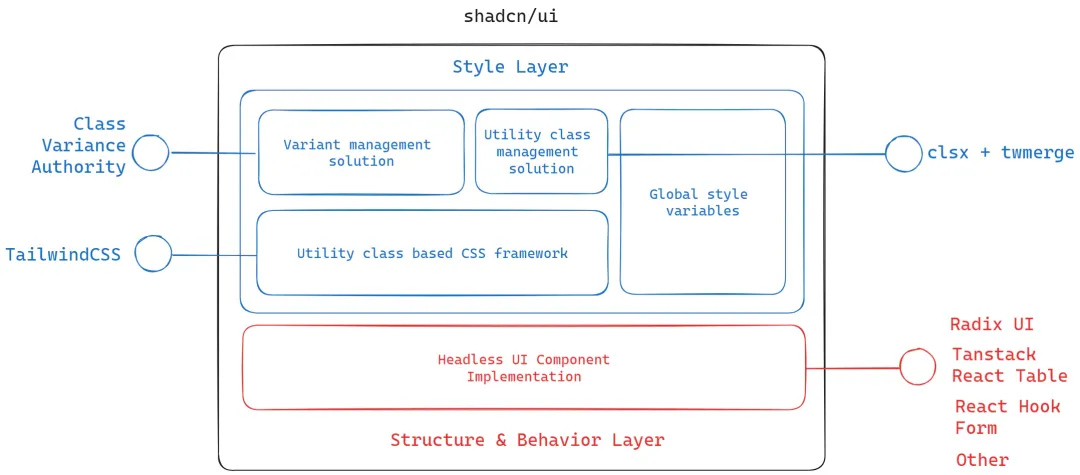 shadcn/ui
Style Layer
Class
Variance
Authority
Variant management
solution
Utility class
management
solution
Global style
variables
clsx + twmerge
TailwindCSS
Utility class based CSS framework
Headless UI Component
Implementation
Structure & Behavior Layer
Radix UI
Tanstack
React Table
React Hook
Form
Other